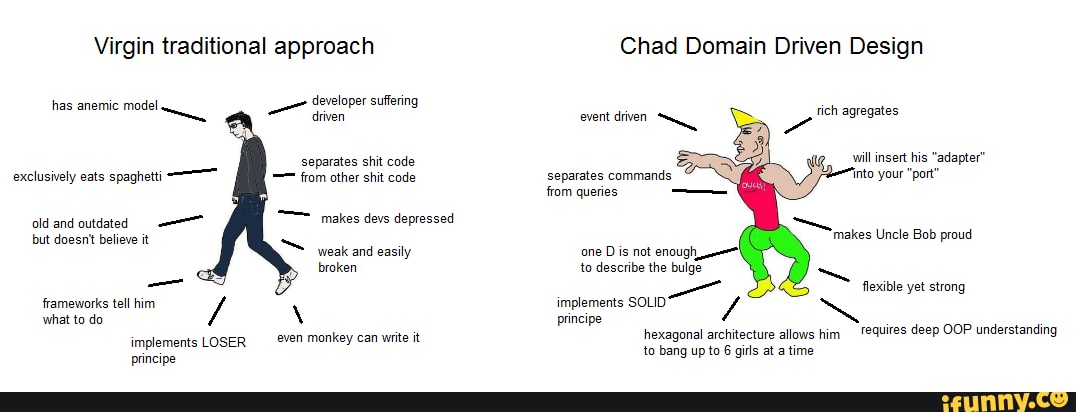 Virgin traditional approach
has anemic model
developer suffering
driven
exclusively eats spaghetti
separates shit code
from other shit code
old and outdated
but doesn't believe it
makes devs depressed
weak and easily
broken
frameworks tell him
what to do
implements LOSER
principe
even monkey can write it
Chad Domain Driven Design
event driven
rich agregates
separates commands
from queries
will insert his "adapter"
into your "port"
OUCH!
makes Uncle Bob proud
one D is not enough
to describe the bulge
flexible yet strong
implements SOLID
principe
hexagonal architecture allows him
to bang up to 6 girls at a time
requires deep OOP understanding
ifunny.co